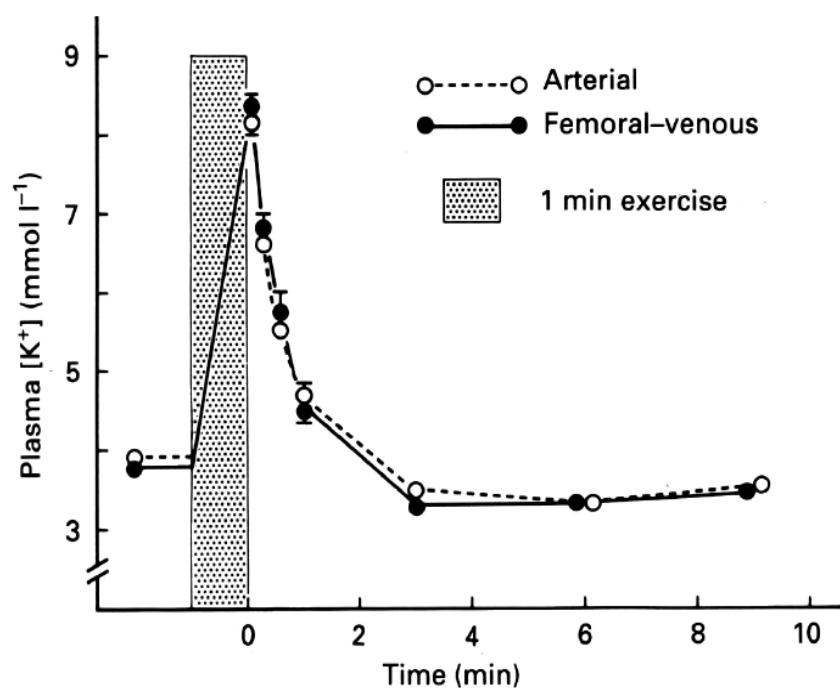 9
7
5
3
Plasma [K⁺] (mmol l⁻¹)
Arterial
Femoral–venous
1 min exercise
0 2 4 6 8 10
Time (min)